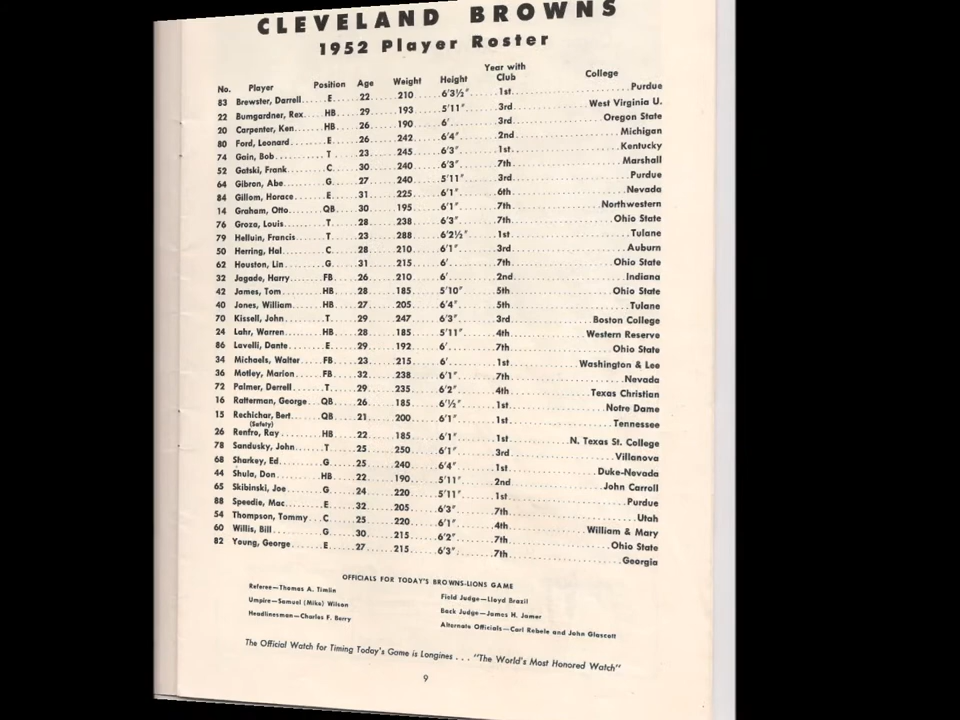 CLEVELAND BROWNS
1952 Player Roster
No. Player Position Age Weight Height Year with Club College
83 Brewster, Darrell.....E.....22.....210.....6'3½"....1st....Purdue
22 Bumgardner, Rex....HB....29.....193.....5'11"....3rd....West Virginia U.
20 Carpenter, Ken....HB....26.....190.....6'....3rd....Oregon State
80 Ford, Leonard....E....26.....242.....6'4"....2nd....Michigan
74 Gain, Bob....T....23.....245.....6'3"....1st....Kentucky
52 Gatski, Frank....C....30.....240.....6'3"....7th....Marshall
64 Gibron, Abe....G....27.....240.....5'11"....3rd....Purdue
84 Gillom, Horace....E....31.....225.....6'1"....6th....Nevada
14 Graham, Otto....QB....30.....195.....6'1"....7th....Northwestern
76 Groza, Louis....T....28.....238.....6'3"....7th....Ohio State
79 Helluin, Francis....T....23.....288.....6'2½"....1st....Tulane
50 Herring, Hal....C....28.....210.....6'1"....3rd....Auburn
62 Houston, Lin....G....31.....215.....6'....7th....Ohio State
32 Jagade, Harry....FB....26.....210.....6'....2nd....Indiana
42 James, Tom....HB....28.....185.....5'10"....5th....Ohio State
40 Jones, William....HB....27.....205.....6'4"....5th....Tulane
70 Kissell, John....T....29.....247.....6'3"....3rd....Boston College
24 Lahr, Warren....HB....28.....185.....5'11"....4th....Western Reserve
86 Lavelli, Dante....E....29.....192.....6'....7th....Ohio State
34 Michaels, Walter....FB....23.....215.....6'....1st....Washington & Lee
36 Motley, Marion....FB....32.....238.....6'1"....7th....Nevada
72 Palmer, Derrell....T....29.....235.....6'2"....4th....Texas Christian
16 Ratterman, George...QB....26.....185.....6'½"....1st....Notre Dame
15 Rechichar, Bert....QB....21.....200.....6'1"....1st....Tennessee
(Safety)
26 Renfro, Ray....HB....22.....185.....6'1"....1st....N. Texas St. College
78 Sandusky, John....T....25.....250.....6'1"....3rd....Villanova
68 Sharkey, Ed....G....25.....240.....6'4"....1st....Duke-Nevada
44 Shula, Don....HB....22.....190.....5'11"....2nd....John Carroll
65 Skibinski, Joe....G....24.....220.....5'11"....1st....Purdue
88 Speedie, Mac....E....32.....205.....6'3"....7th....Utah
54 Thompson, Tommy...C....25.....220.....6'1"....4th....William & Mary
60 Willis, Bill....G....30.....215.....6'2"....7th....Ohio State
82 Young, George....E....27.....215.....6'3"....7th....Georgia
OFFICIALS FOR TODAY'S BROWNS-LIONS GAME
Referee—Thomas A. Timlin
Umpire—Samuel (Mike) Wilson
Headlinesman—Charles F. Berry
Field Judge—Lloyd Brazil
Back Judge—James H. Jamer
Alternate Officials—Carl Rebele and John Glascott
The Official Watch for Timing Today's Game is Longines . . . "The World's Most Honored Watch"
9